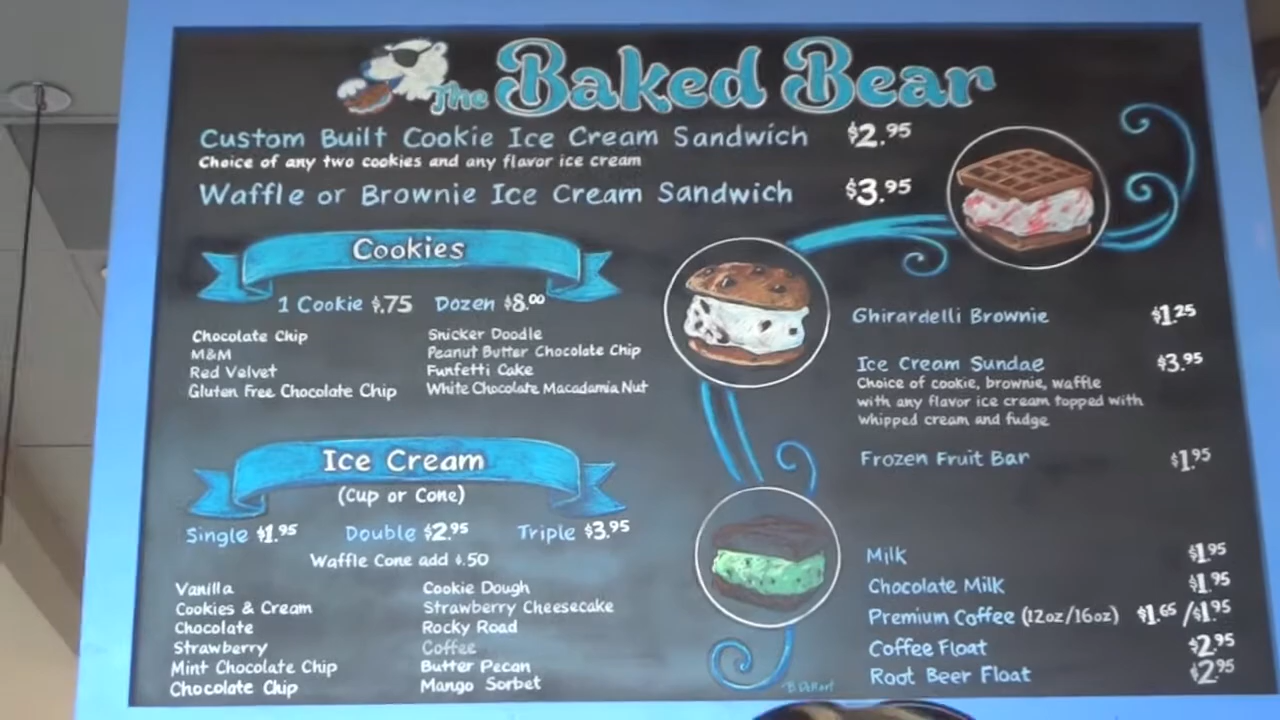 The Baked Bear
Custom Built Cookie Ice Cream Sandwich $2.95
Choice of any two cookies and any flavor ice cream
Waffle or Brownie Ice Cream Sandwich $3.95
Cookies
1 Cookie $.75 Dozen $8.00
Chocolate Chip
M&M
Red Velvet
Gluten Free Chocolate Chip
Snicker Doodle
Peanut Butter Chocolate Chip
Funfetti Cake
White Chocolate Macadamia Nut
Ice Cream
(Cup or Cone)
Single $1.95 Double $2.95 Triple $3.95
Waffle Cone add $.50
Vanilla
Cookies & Cream
Chocolate
Strawberry
Mint Chocolate Chip
Chocolate Chip
Cookie Dough
Strawberry Cheesecake
Rocky Road
Coffee
Butter Pecan
Mango Sorbet
Ghirardelli Brownie $1.25
Ice Cream Sundae $3.95
Choice of cookie, brownie, waffle
with any flavor ice cream topped with
whipped cream and fudge
Frozen Fruit Bar $1.95
Milk $1.95
Chocolate Milk $1.95
Premium Coffee (12oz/16oz) $1.65 /$1.95
Coffee Float $2.95
Root Beer Float $2.95